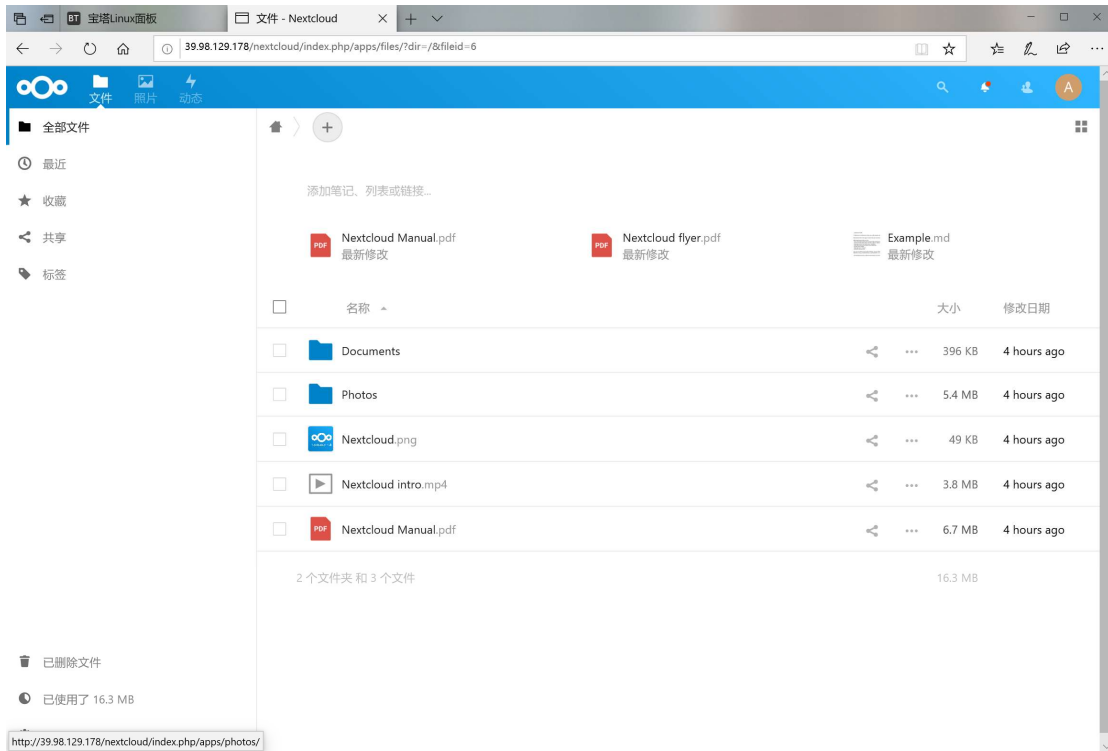 BT 宝塔Linux面板 文件 - Nextcloud
39.98.129.178/nextcloud/index.php/apps/files/?dir=/&fileid=6
文件 照片 动态 A
全部文件
最近
收藏
共享
标签
添加笔记、列表或链接...
PDF Nextcloud Manual.pdf
最新修改
PDF Nextcloud flyer.pdf
最新修改
Example.md
最新修改
名称 大小 修改日期
Documents 396 KB 4 hours ago
Photos 5.4 MB 4 hours ago
Nextcloud.png 49 KB 4 hours ago
Nextcloud intro.mp4 3.8 MB 4 hours ago
PDF Nextcloud Manual.pdf 6.7 MB 4 hours ago
2 个文件夹 和 3 个文件 16.3 MB
已删除文件
已使用了 16.3 MB
http://39.98.129.178/nextcloud/index.php/apps/photos/